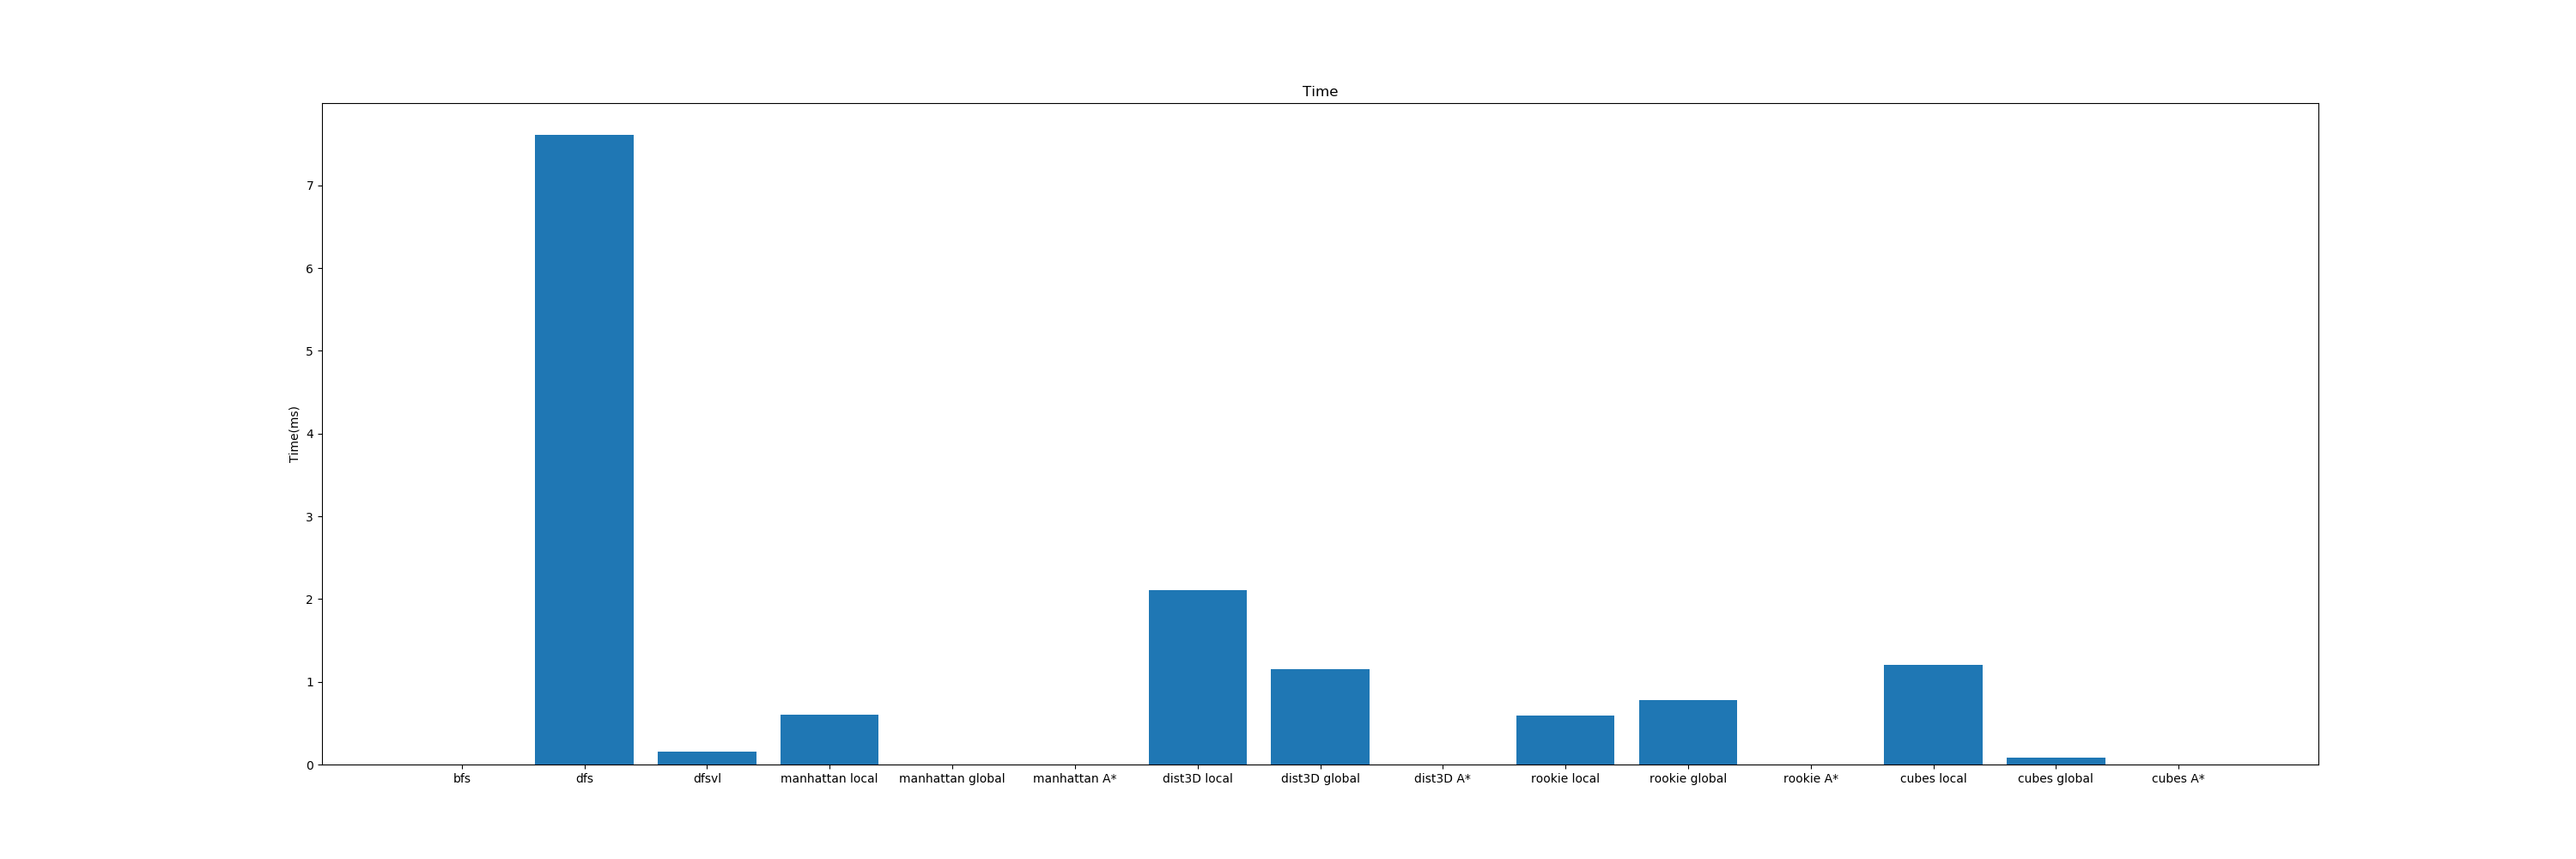 Time
Time(ms)
7
6
5
4
3
2
1
0
bfs dfs dfsvl manhattan local manhattan global manhattan A* dist3D local dist3D global dist3D A* rookie local rookie global rookie A* cubes local cubes global cubes A*